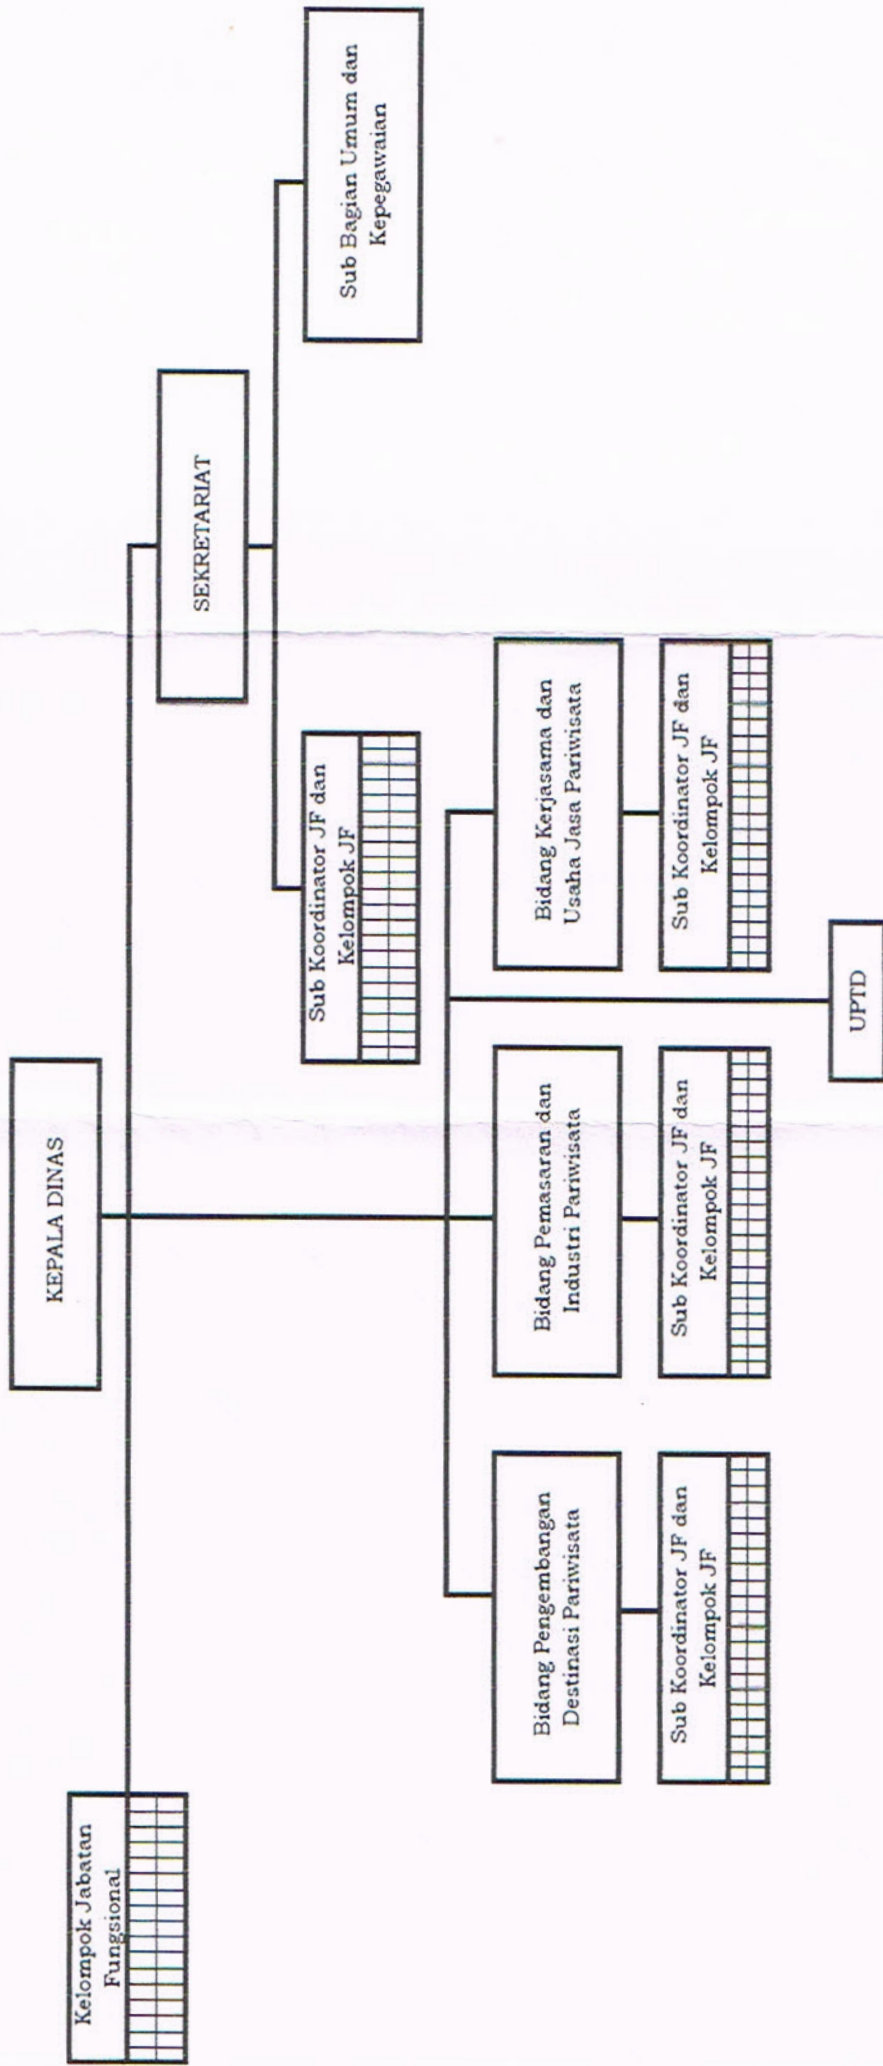 KEPALA DINAS
Kelompok Jabatan
Fungsional
SEKRETARIAT
Sub Koordinator JF dan
Kelompok JF
Sub Bagian Umum dan
Kepegawaian
Bidang Pengembangan
Destinasi Pariwisata
Bidang Pemasaran dan
Industri Pariwisata
Bidang Kerjasama dan
Usaha Jasa Pariwisata
Sub Koordinator JF dan
Kelompok JF
Sub Koordinator JF dan
Kelompok JF
Sub Koordinator JF dan
Kelompok JF
UPTD